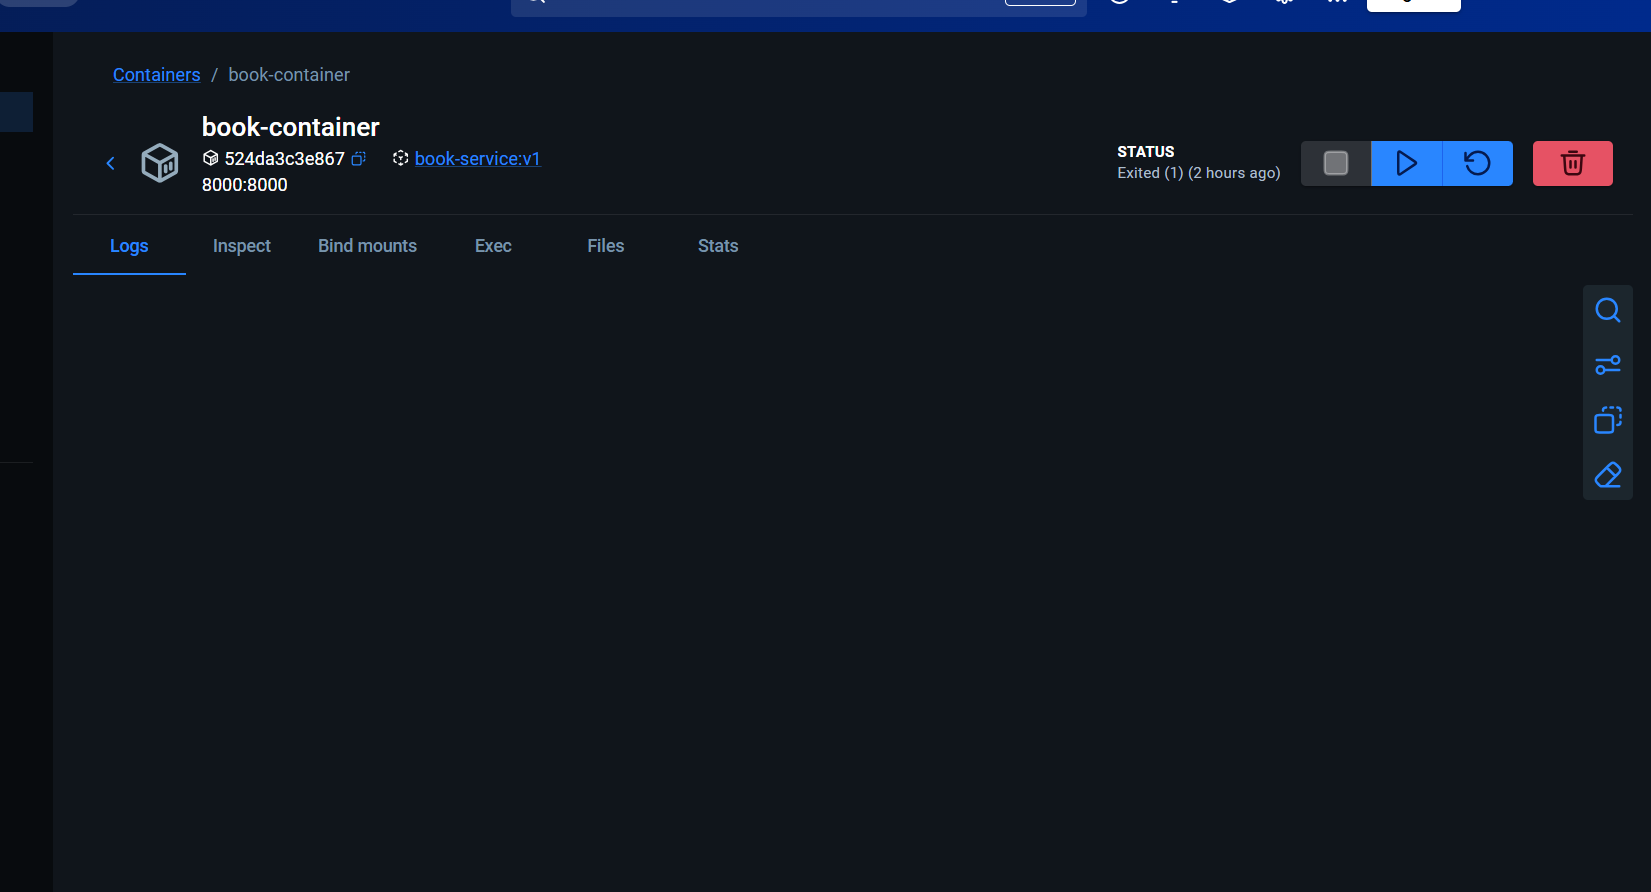 Containers / book-container
book-container
524da3c3e867 book-service:v1
8000:8000
STATUS
Exited (1) (2 hours ago)
Logs Inspect Bind mounts Exec Files Stats